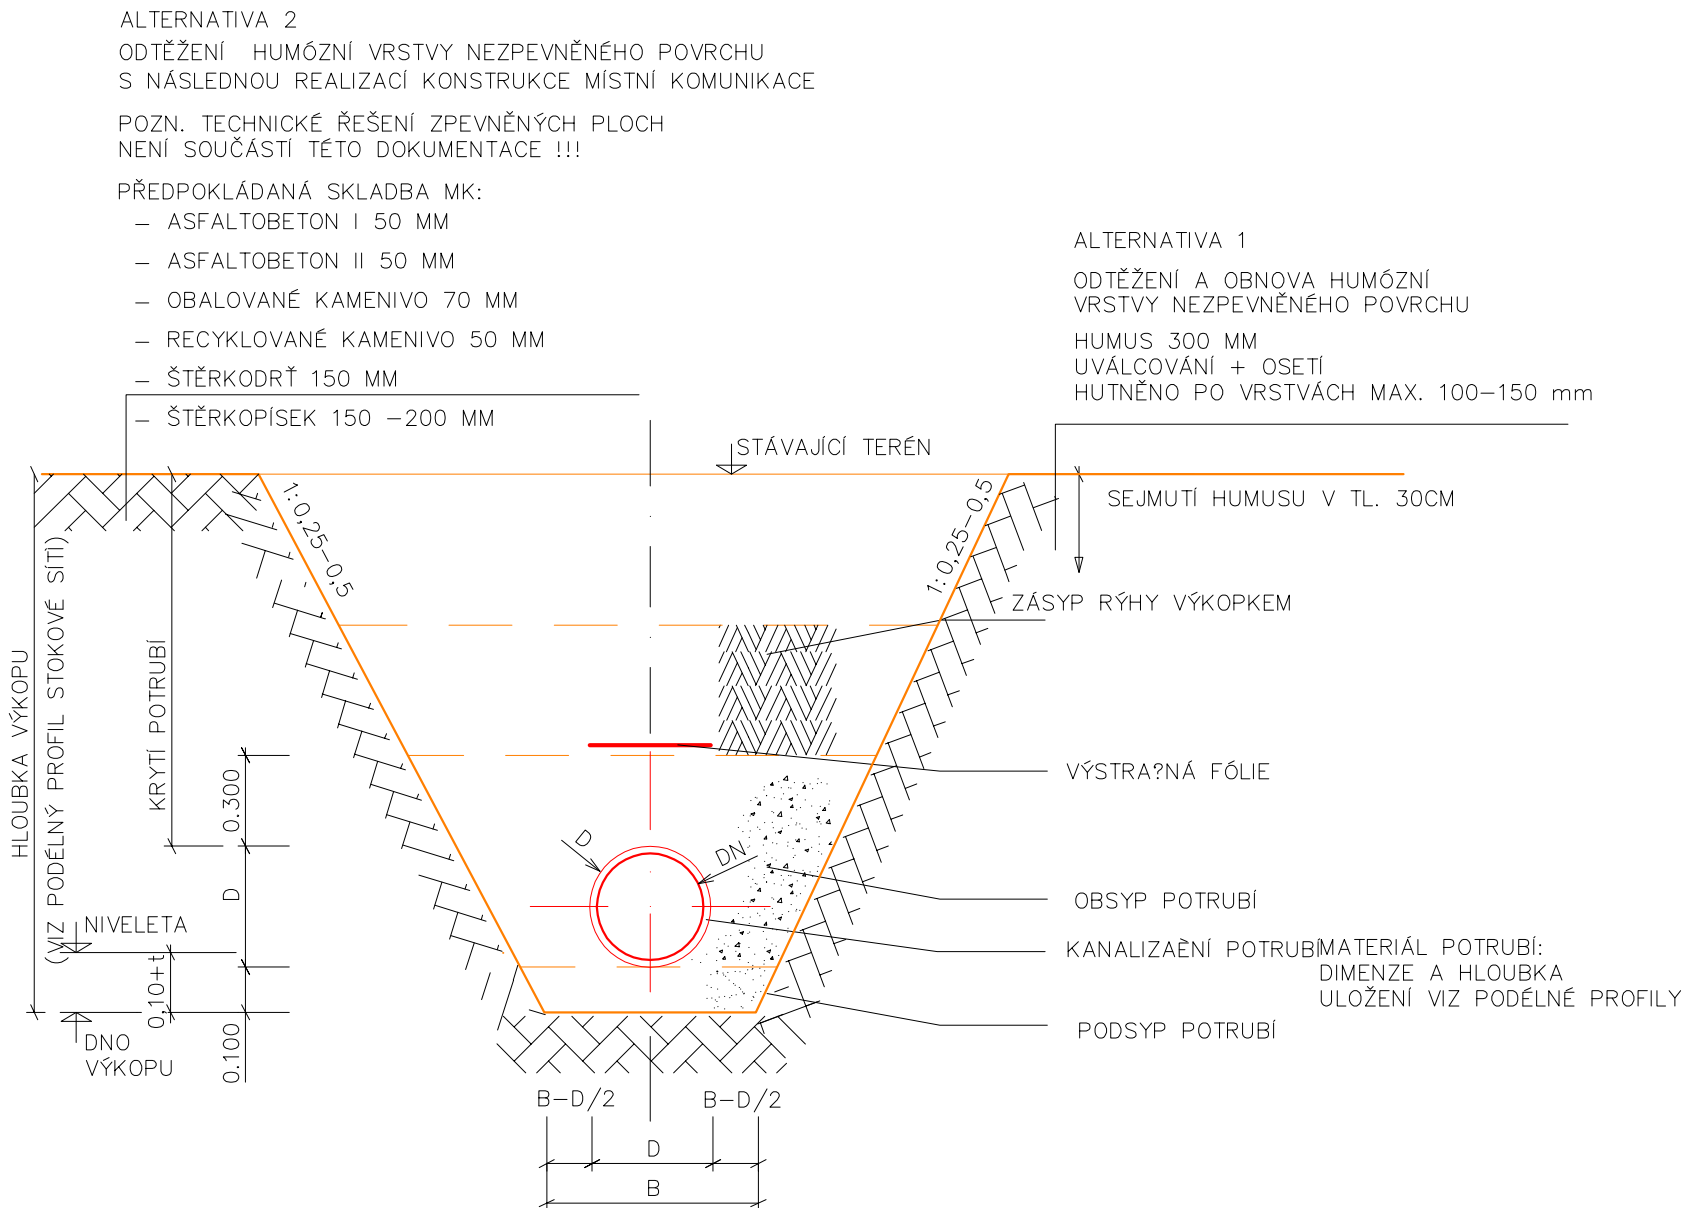 ALTERNATIVA 2
ODTĚŽENÍ HUMÓZNÍ VRSTVY NEZPEVNĚNÉHO POVRCHU
S NÁSLEDNOU REALIZACÍ KONSTRUKCE MÍSTNÍ KOMUNIKACE
POZN. TECHNICKÉ ŘEŠENÍ ZPEVNĚNÝCH PLOCH
NENÍ SOUČÁSTÍ TÉTO DOKUMENTACE !!!
PŘEDPOKLÁDANÁ SKLADBA MK:
– ASFALTOBETON I 50 MM
– ASFALTOBETON II 50 MM
– OBALOVANÉ KAMENIVO 70 MM
– RECYKLOVANÉ KAMENIVO 50 MM
– ŠTĚRKODRŤ 150 MM
– ŠTĚRKOPÍSEK 150 –200 MM
ALTERNATIVA 1
ODTĚŽENÍ A OBNOVA HUMÓZNÍ
VRSTVY NEZPEVNĚNÉHO POVRCHU
HUMUS 300 MM
UVÁLCOVÁNÍ + OSETÍ
HUTNĚNO PO VRSTVÁCH MAX. 100–150 mm
STÁVAJÍCÍ TERÉN
SEJMUTÍ HUMUSU V TL. 30CM
1:0,25–0,5
1:0,25–0,5
ZÁSYP RÝHY VÝKOPKEM
VÝSTRA?NÁ FÓLIE
OBSYP POTRUBÍ
KANALIZAÈNÍ POTRUBÍ
MATERIÁL POTRUBÍ:
DIMENZE A HLOUBKA
ULOŽENÍ VIZ PODÉLNÉ PROFILY
PODSYP POTRUBÍ
HLOUBKA VÝKOPU
(VIZ PODÉLNÝ PROFIL STOKOVÉ SÍTÌ)
KRYTÍ POTRUBÍ
0.300
D
0,10+t
0.100
NIVELETA
DNO
VÝKOPU
D
DN
B–D/2
B–D/2
D
B